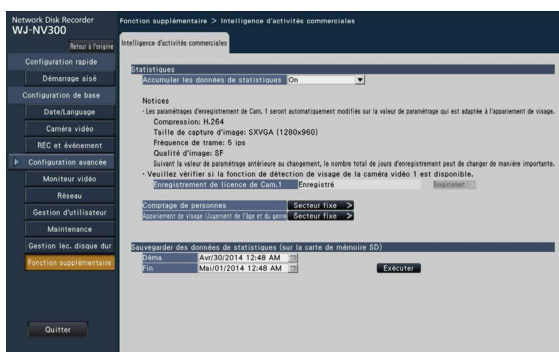 Network Disk Recorder
WJ-NV300
Retour à l'origine
Configuration rapide
Démarrage aisé
Configuration de base
Date/Language
Caméra vidéo
REC et événement
Configuration avancée
Moniteur vidéo
Réseau
Gestion d'utilisateur
Maintenance
Gestion lec. disque dur
Fonction supplémentaire
Quitter
Fonction supplémentaire > Intelligence d'activités commerciales
Intelligence d'activités commerciales
Statistiques
Accumuler les données de statistiques On
Notices
· Les paramétrages d'enregistrement de Cam. 1 seront automatiquement modifiés sur la valeur de paramétrage qui est adaptée à l'appariement de visage.
Compression: H.264
Taille de capture d'image: SXVGA (1280x960)
Fréquence de trame: 5 ips
Qualité d'image: SF
Suivant la valeur de paramétrage antérieure au changement, le nombre total de jours d'enregistrement peut de changer de manière importante.
· Veuillez vérifier si la fonction de détection de visage de la caméra vidéo 1 est disponible.
Enregistrement de licence de Cam.1 Enregistré Enregistrement
Comptage de personnes Secteur fixe >
Appariement de visage/Jugement de l'âge et du genre Secteur fixe >
Sauvegarder des données de statistiques (sur la carte de mémoire SD)
Déma Avr/30/2014 12:48 AM
Fin Mai/01/2014 12:48 AM Exécuter